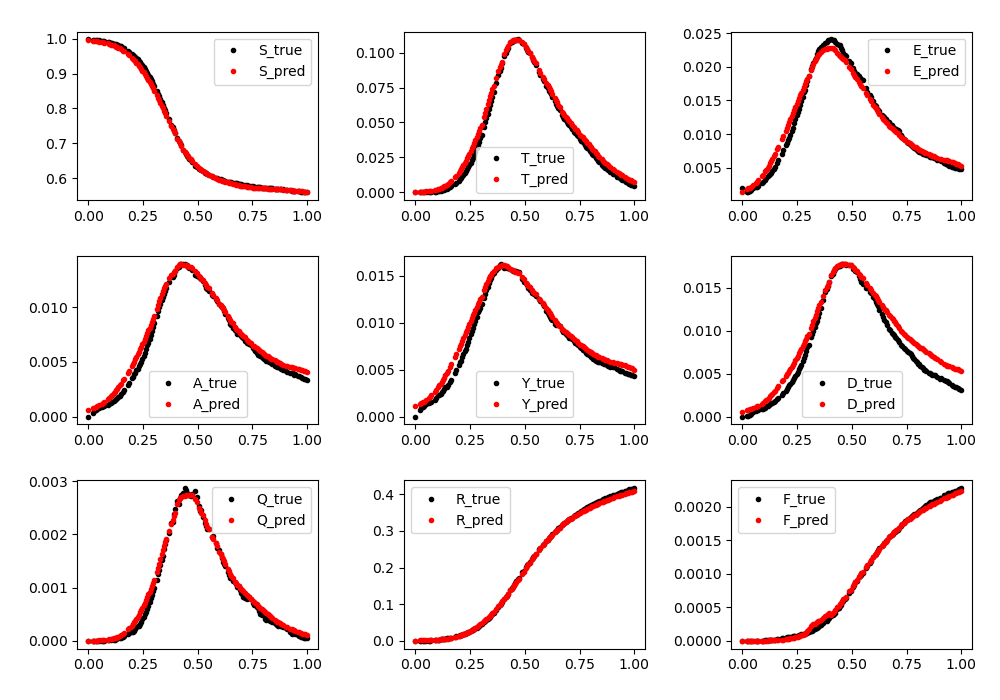 1.0
0.9
0.8
0.7
0.6
0.00 0.25 0.50 0.75 1.00
S_true
S_pred
0.100
0.075
0.050
0.025
0.000
0.00 0.25 0.50 0.75 1.00
T_true
T_pred
0.025
0.020
0.015
0.010
0.005
0.00 0.25 0.50 0.75 1.00
E_true
E_pred
0.010
0.005
0.000
0.00 0.25 0.50 0.75 1.00
A_true
A_pred
0.015
0.010
0.005
0.000
0.00 0.25 0.50 0.75 1.00
Y_true
Y_pred
0.015
0.010
0.005
0.000
0.00 0.25 0.50 0.75 1.00
D_true
D_pred
0.003
0.002
0.001
0.000
0.00 0.25 0.50 0.75 1.00
Q_true
Q_pred
0.4
0.3
0.2
0.1
0.0
0.00 0.25 0.50 0.75 1.00
R_true
R_pred
0.0020
0.0015
0.0010
0.0005
0.0000
0.00 0.25 0.50 0.75 1.00
F_true
F_pred